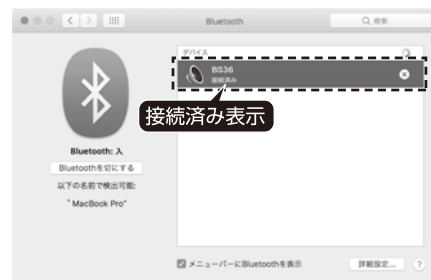 Bluetooth
検索
デバイス
BS36
接続済み
接続済み表示
Bluetooth: 入
Bluetoothを切にする
以下の名前で検出可能:
"MacBook Pro"
メニューバーにBluetoothを表示
詳細設定...
?